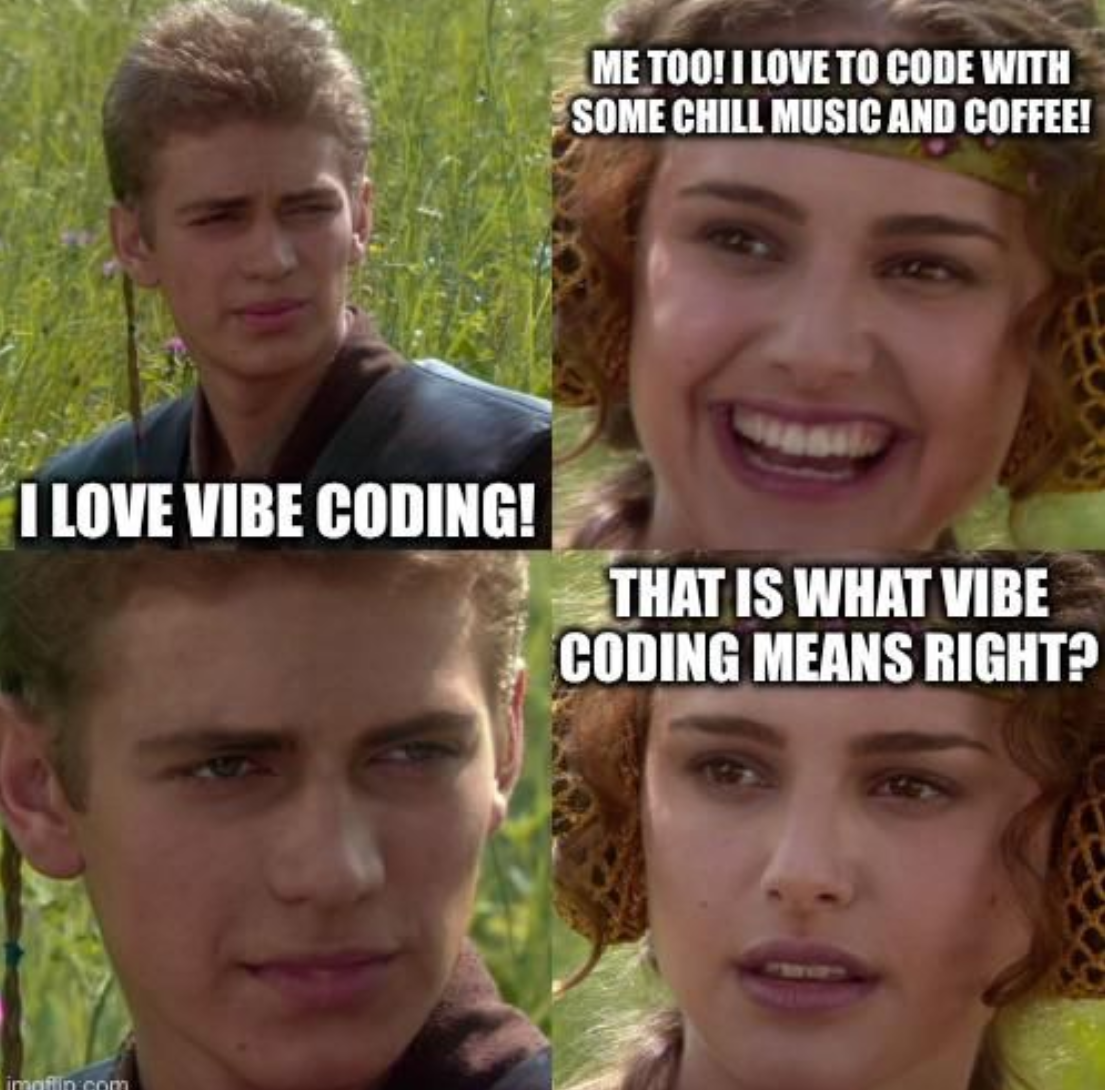 ME TOO! I LOVE TO CODE WITH
SOME CHILL MUSIC AND COFFEE!
I LOVE VIBE CODING!
THAT IS WHAT VIBE
CODING MEANS RIGHT?
imgflip.com